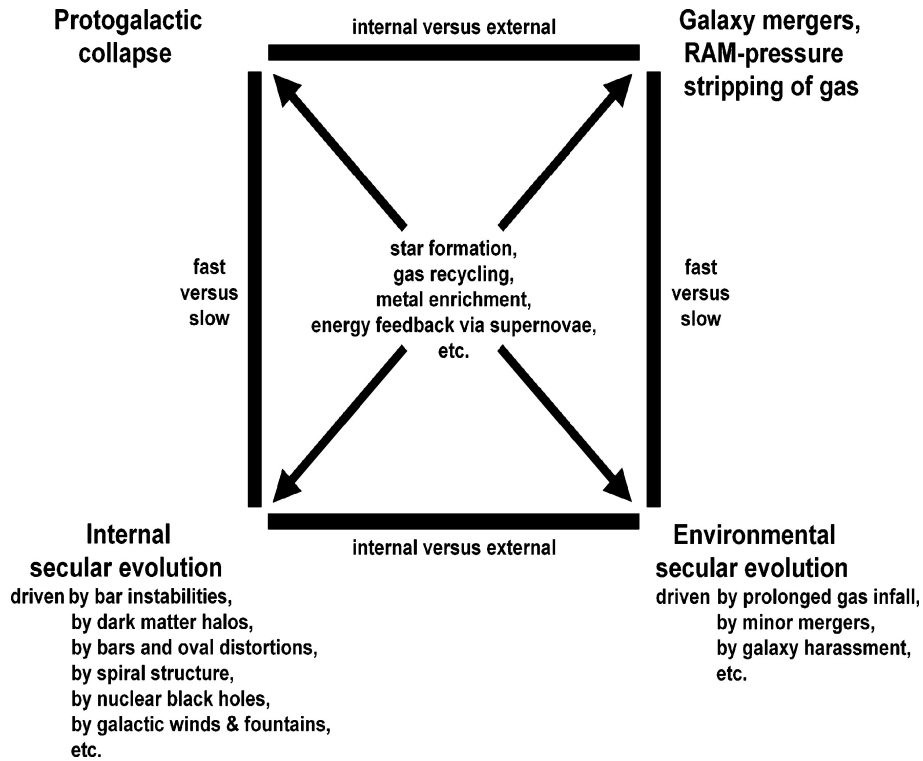 Protogalactic
collapse
internal versus external
Galaxy mergers,
RAM-pressure
stripping of gas
fast
versus
slow
star formation,
gas recycling,
metal enrichment,
energy feedback via supernovae,
etc.
fast
versus
slow
Internal
secular evolution
driven by bar instabilities,
by dark matter halos,
by bars and oval distortions,
by spiral structure,
by nuclear black holes,
by galactic winds & fountains,
etc.
internal versus external
Environmental
secular evolution
driven by prolonged gas infall,
by minor mergers,
by galaxy harassment,
etc.